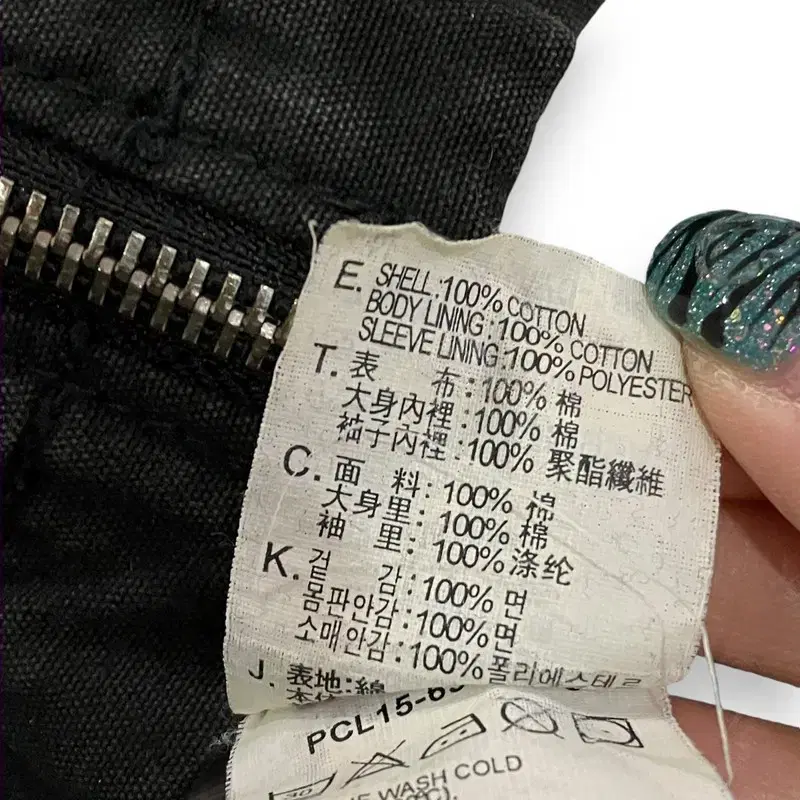 E. SHELL:100% COTTON
BODY LINING:100% COTTON
SLEEVE LINING:100% POLYESTER
T. 表 布:100% 棉
大身內裡:100% 棉
袖子內裡:100% 聚酯纖維
C. 面 料:100% 棉
大身里:100% 棉
袖 里:100% 涤纶
K. 겉 감:100% 면
몸판안감:100% 면
소매안감:100% 폴리에스테르
J. 表地:綿
PCL15-6
WASH COLD